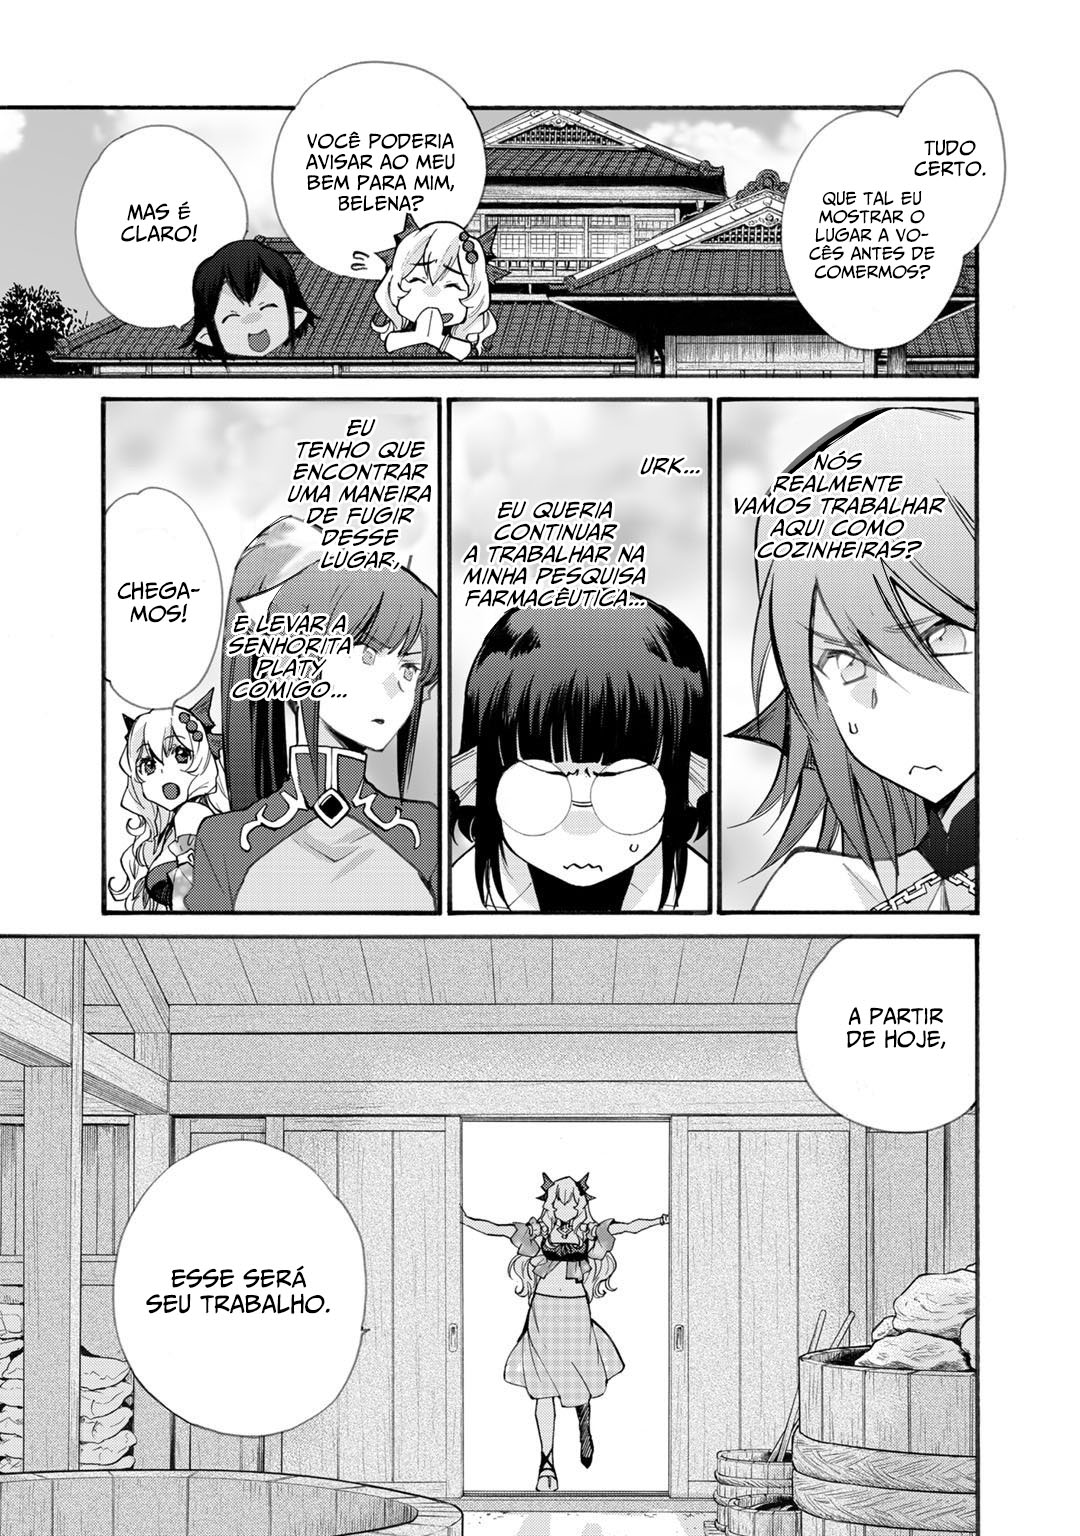 TUDO
CERTO.
QUE TAL EU
MOSTRAR O
LUGAR A VO-
CÊS ANTES DE
COMERMOS?
VOCÊ PODERIA
AVISAR AO MEU
BEM PARA MIM,
BELENA?
MAS É
CLARO!
NÓS
REALMENTE
VAMOS TRABALHAR
AQUI COMO
COZINHEIRAS?
URK...
EU QUERIA
CONTINUAR
A TRABALHAR NA
MINHA PESQUISA
FARMACÊUTICA...
EU
TENHO QUE
ENCONTRAR
UMA MANEIRA
DE FUGIR
DESSE
LUGAR,
E LEVAR A
SENHORITA
PLATY
COMIGO...
CHEGA-
MOS!
A PARTIR
DE HOJE,
ESSE SERÁ
SEU TRABALHO.